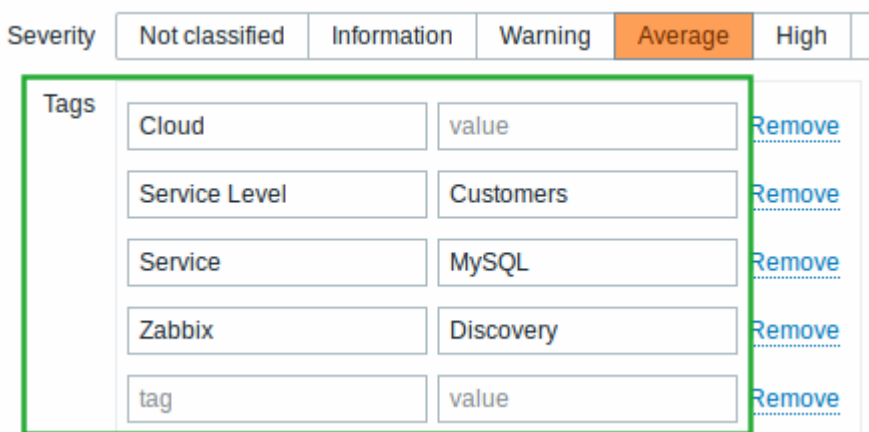 Severity Not classified Information Warning Average High
Tags
Cloud value Remove
Service Level Customers Remove
Service MySQL Remove
Zabbix Discovery Remove
tag value Remove